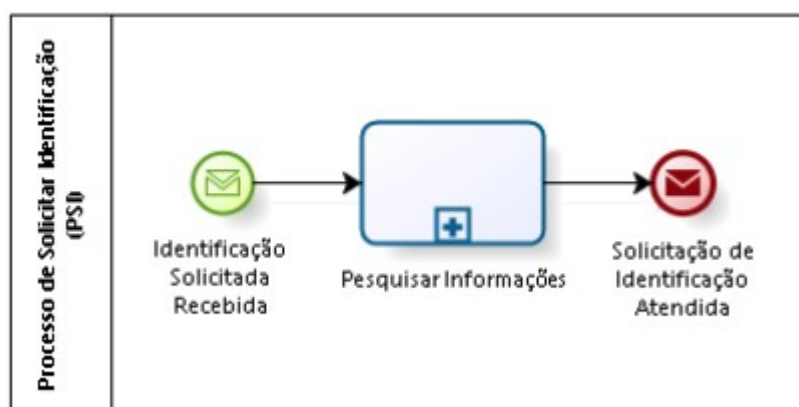 Processo de Solicitar Identificação
(PSI)
Identificação
Solicitada
Recebida
Pesquisar Informações
Solicitação de
Identificação
Atendida